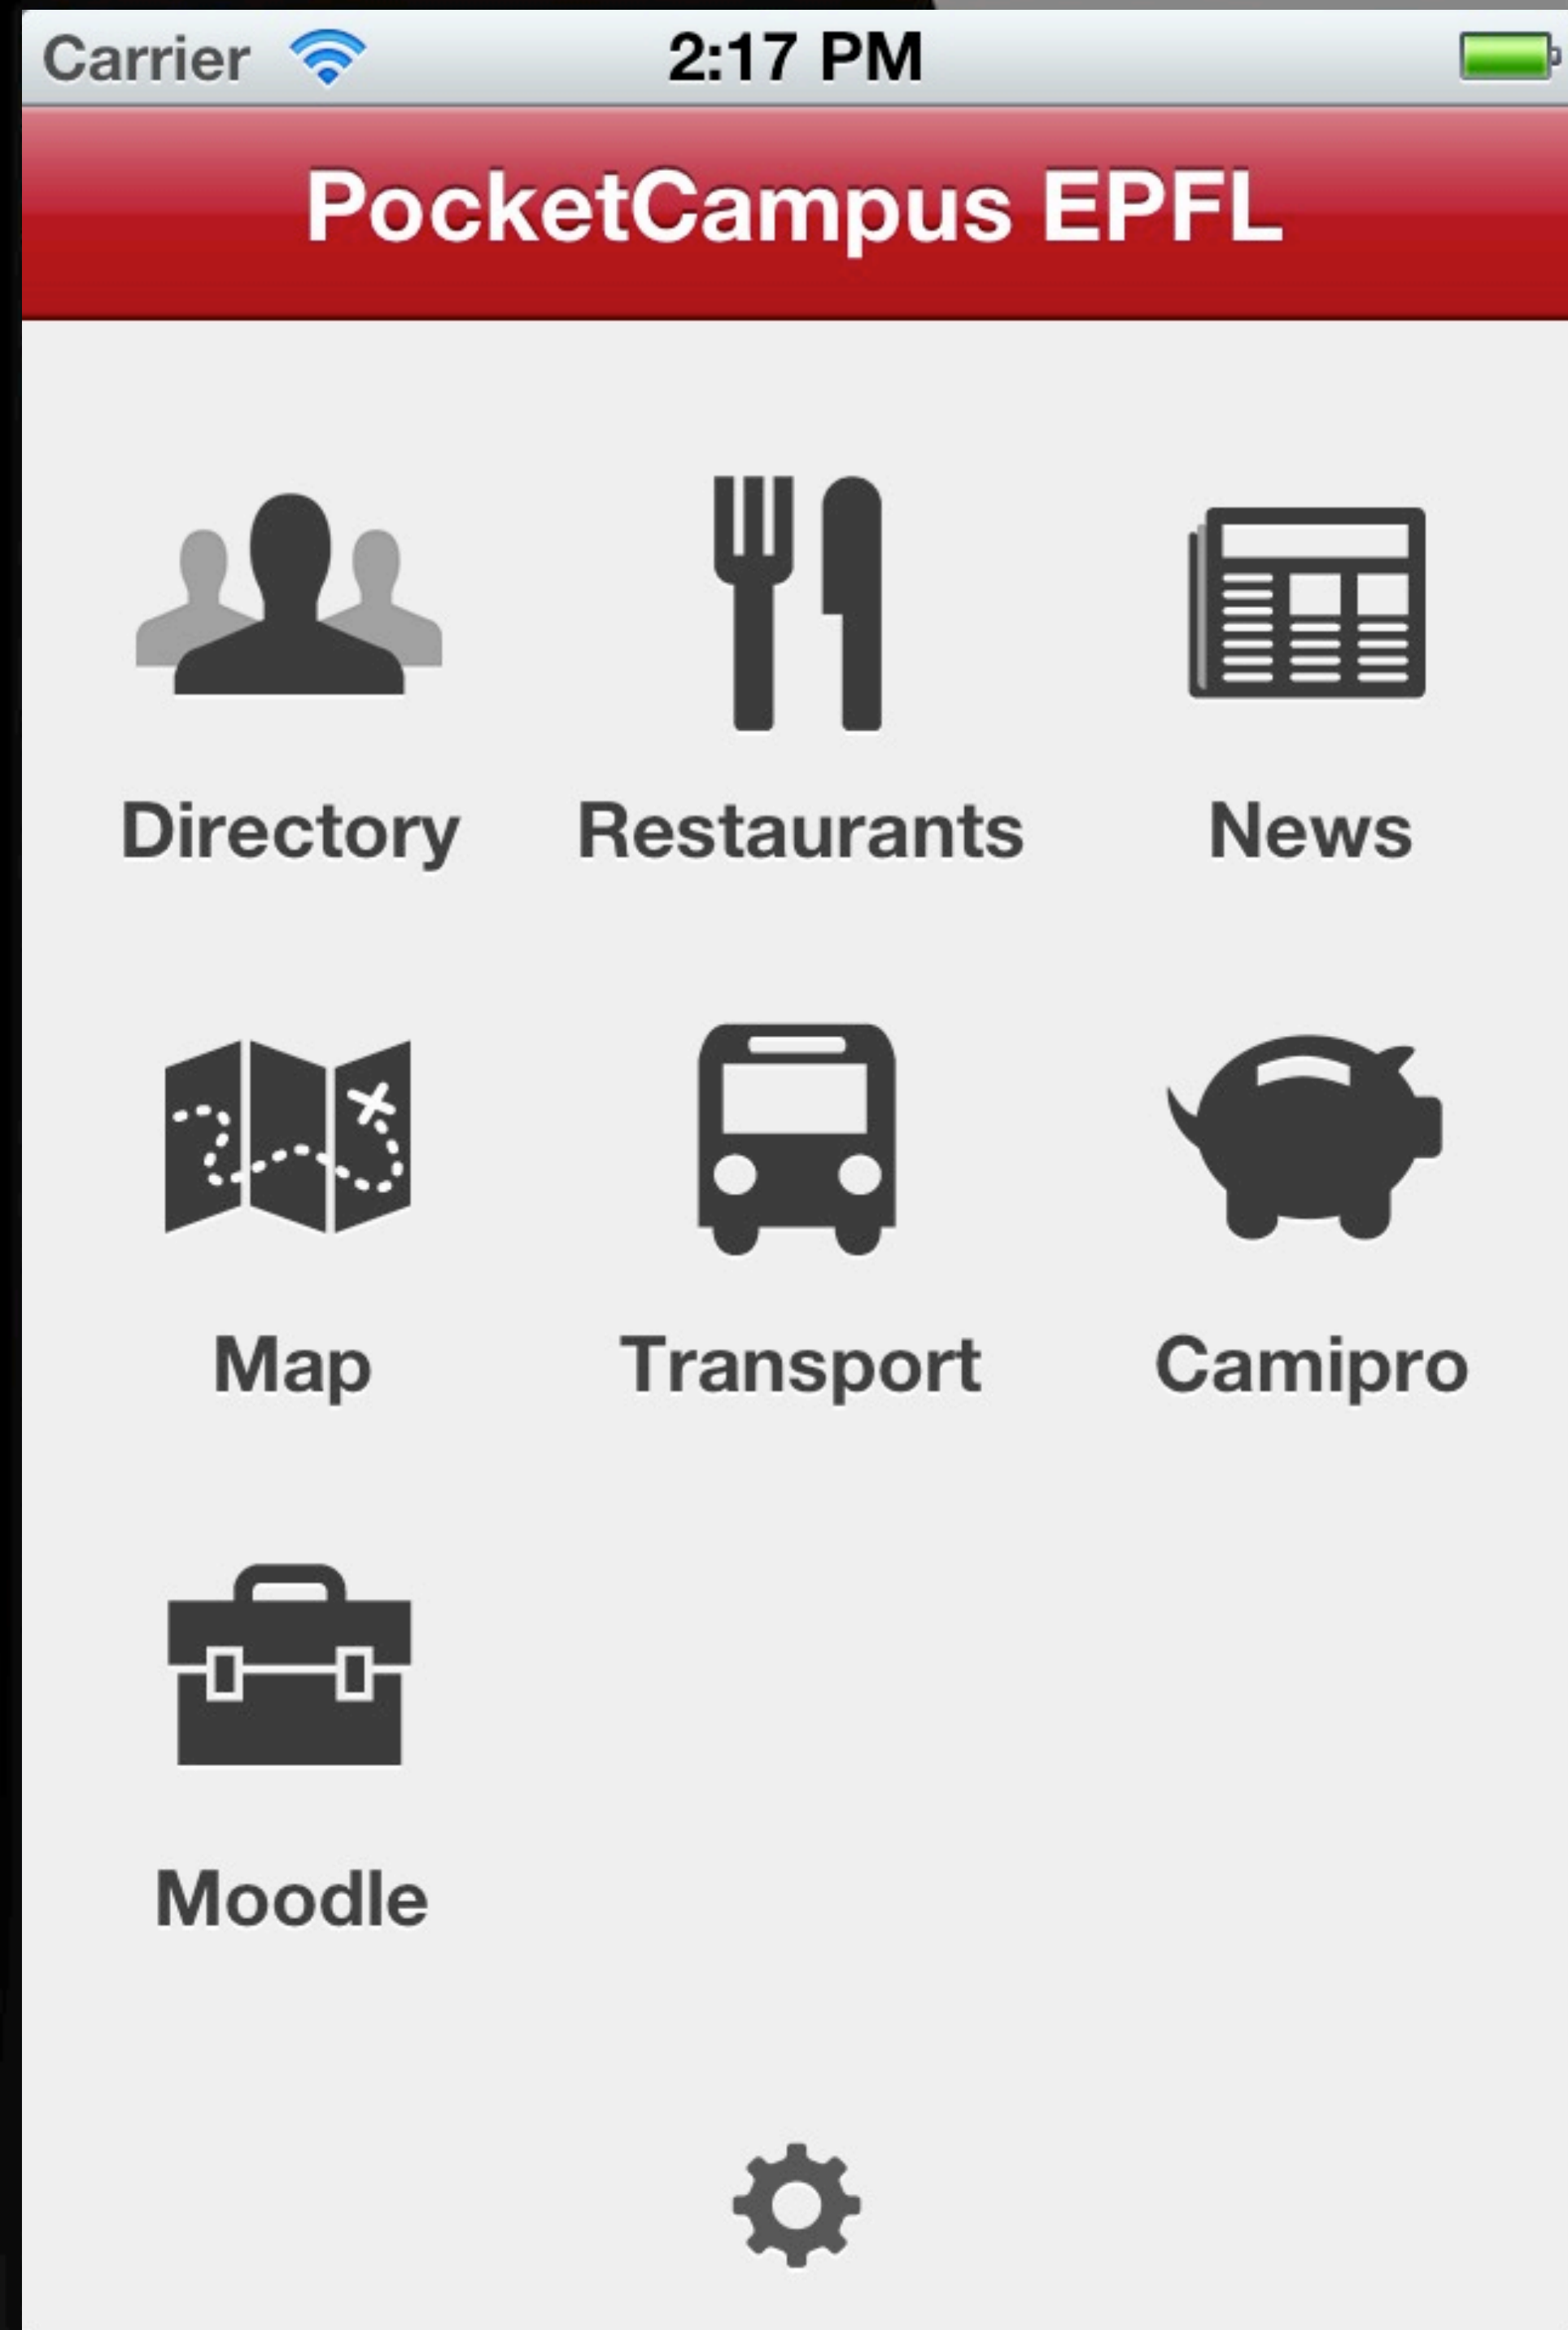 Carrier 2:17 PM
PocketCampus EPFL
Directory Restaurants News
Map Transport Camipro
Moodle